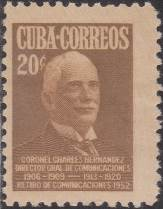 CUBA-CORREOS
20¢
CORONEL CHARLES HERNANDEZ
DIRECTOR GRAL. DE COMUNICACIONES
1906-1909 — 1913-1920
RETIRO DE COMUNICACIONES 1952